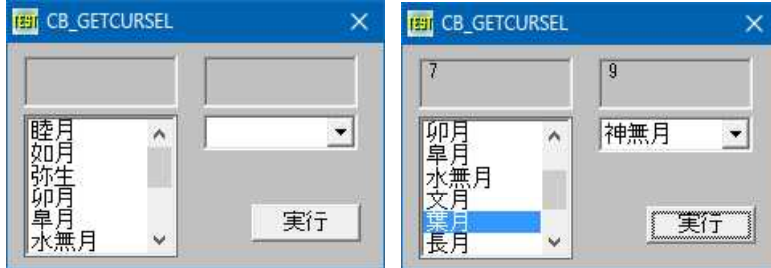 TEST CB_GETCURSEL
睦月
如月
弥生
卯月
皐月
水無月
実行
TEST CB_GETCURSEL
7
9
卯月
皐月
水無月
文月
葉月
長月
神無月
実行